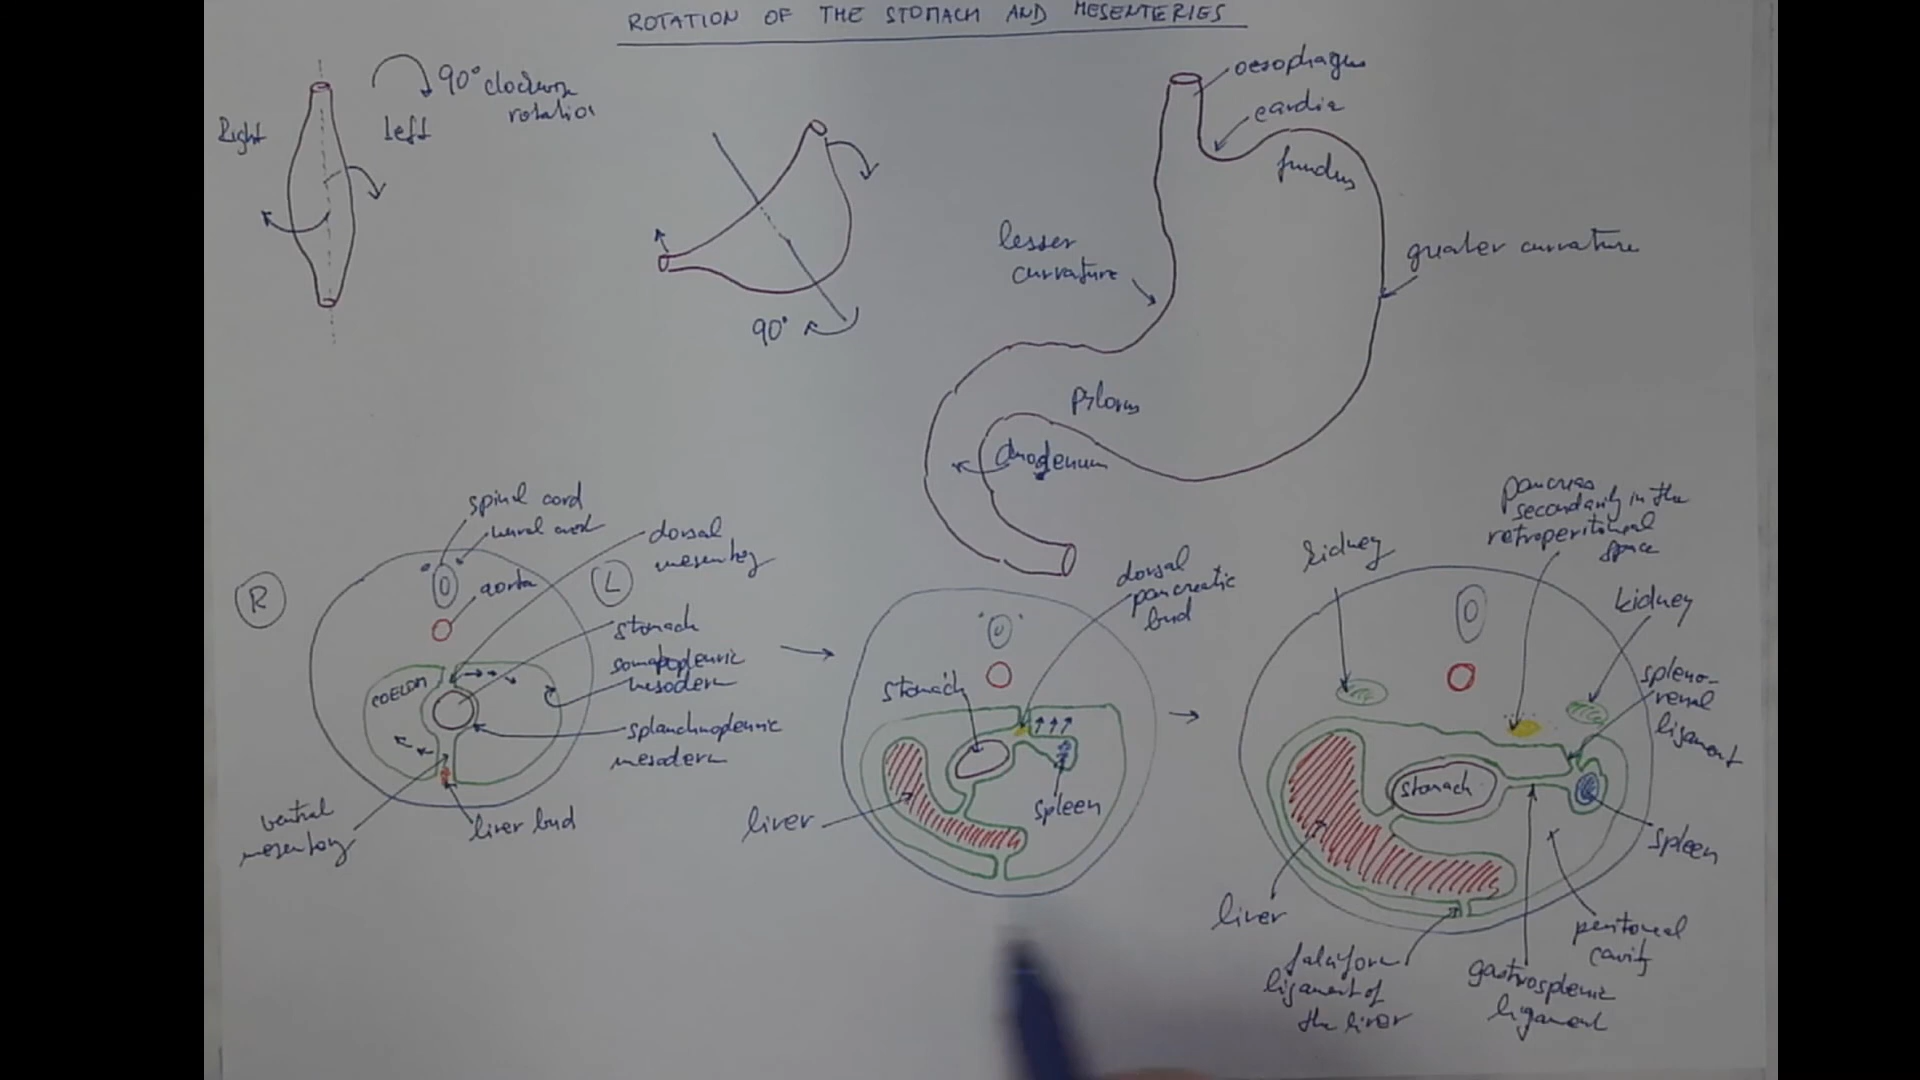 ROTATION OF THE STOMACH AND MESENTERIES
90° clockwise
rotation
Right
left
90°
oesophagus
cardia
fundus
lesser
curvature
greater curvature
pylorus
duodenum
R
L
spinal cord
neural crest
aorta
dorsal
mesentery
stomach
somatopleuric
mesoderm
COELOM
splanchnopleuric
mesoderm
ventral
mesentery
liver bud
dorsal
pancreatic
bud
stomach
liver
spleen
kidney
pancreas
secondarily in the
retroperitoneal
space
kidney
spleno-
renal
ligament
stomach
spleen
liver
falciform
ligament of
the liver
gastrosplenic
ligament
peritoneal
cavity